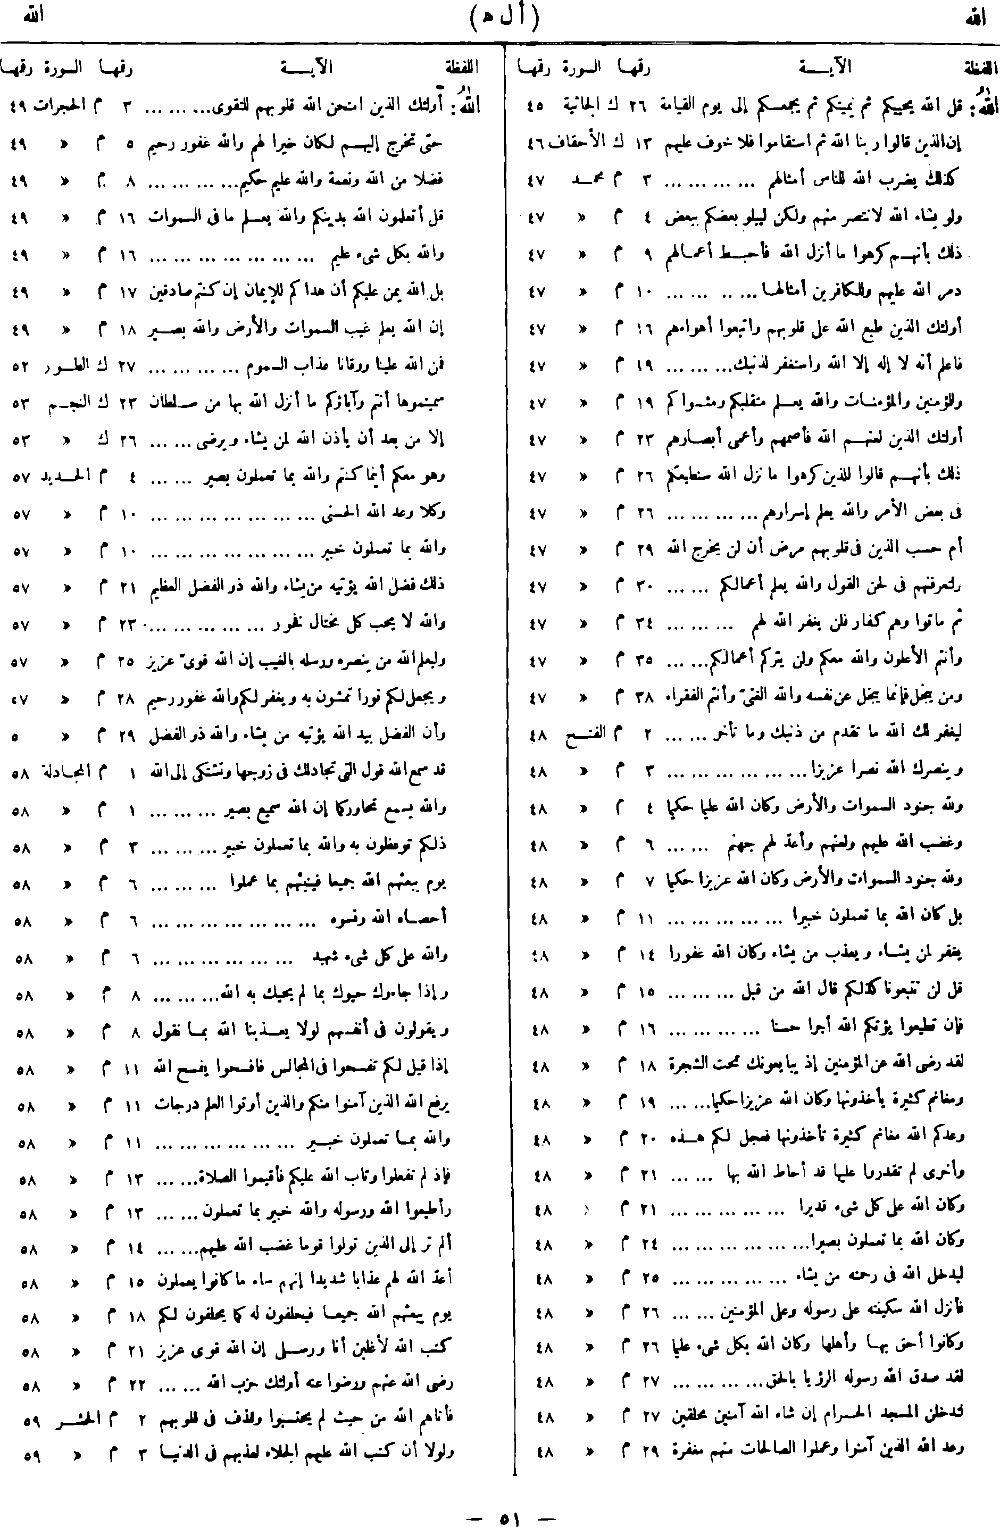 الله (أ ل ه) الله
اللفظة الآيــة رقمها السورة رقمها
اللهُ: قل الله يحييكم ثم يميتكم ثم يجمعكم إلى يوم القيامة ٢٦ ك الجاثية ٤٥
إن الذين قالوا ربنا الله ثم استقاموا فلا خوف عليهم ١٣ ك الأحقاف ٤٦
كذلك يضرب الله للناس أمثالهم ... ... ... ... ٣ م محمد ٤٧
ولو يشاء الله لانتصر منهم ولكن ليبلو بعضكم ببعض ٤ م » ٤٧
ذلك بأنهم كرهوا ما أنزل الله فأحبط أعمالهم ٩ م » ٤٧
دمر الله عليهم وللكافرين أمثالها ... ... ... ... ١٠ م » ٤٧
أولئك الذين طبع الله على قلوبهم واتبعوا أهواءهم ١٦ م » ٤٧
فاعلم أنه لا إله إلا الله واستغفر لذنبك ... ... ... ١٩ م » ٤٧
وللمؤمنين والمؤمنات والله يعلم متقلبكم ومثواكم ١٩ م » ٤٧
أولئك الذين لعنهم الله فأصمهم وأعمى أبصارهم ٢٣ م » ٤٧
ذلك بأنهم قالوا للذين كرهوا ما نزل الله سنطيعكم ٢٦ م » ٤٧
فى بعض الأمر والله يعلم إسرارهم ... ... ... ... ٢٦ م » ٤٧
أم حسب الذين فى قلوبهم مرض أن لن يخرج الله ٢٩ م » ٤٧
ولتعرفنهم فى لحن القول والله يعلم أعمالكم ... ... ٣٠ م » ٤٧
ثم ماتوا وهم كفار فلن يغفر الله لهم ... ... ... ٣٤ م » ٤٧
وأنتم الأعلون والله معكم ولن يتركم أعمالكم ... ... ٣٥ م » ٤٧
ومن يبخل فإنما يبخل عن نفسه والله الغنىّ وأنتم الفقراء ٣٨ م » ٤٧
ليغفر لك الله ما تقدم من ذنبك وما تأخر ... ... ٢ م الفتح ٤٨
وينصرك الله نصرا عزيزا ... ... ... ... ... ... ٣ م » ٤٨
ولله جنود السموات والأرض وكان الله عليما حكيما ٤ م » ٤٨
وغضب الله عليهم ولعنهم وأعدّ لهم جهنم ... ... ٦ م » ٤٨
ولله جنود السموات والأرض وكان الله عزيزا حكيما ٧ م » ٤٨
بل كان الله بما تعملون خبيرا ... ... ... ... ... ١١ م » ٤٨
يغفر لمن يشاء ويعذب من يشاء وكان الله غفورا ١٤ م » ٤٨
قل لن تتبعونا كذلكم قال الله من قبل ... ... ... ١٥ م » ٤٨
فإن تطيعوا يؤتكم الله أجرا حسنا ... ... ... ... ١٦ م » ٤٨
لقد رضى الله عن المؤمنين إذ يبايعونك تحت الشجرة ١٨ م » ٤٨
ومغانم كثيرة يأخذونها وكان الله عزيزا حكيما ... ... ١٩ م » ٤٨
وعدكم الله مغانم كثيرة تأخذونها فعجل لكم هذه ٢٠ م » ٤٨
وأخرى لم تقدروا عليها قد أحاط الله بها ... ... ٢١ م » ٤٨
وكان الله على كل شىء قديرا ... ... ... ... ... ٢١ م » ٤٨
وكان الله بما تعملون بصيرا ... ... ... ... ... ... ٢٤ م » ٤٨
ليدخل الله فى رحمته من يشاء ... ... ... ... ... ٢٥ م » ٤٨
فأنزل الله سكينته على رسوله وعلى المؤمنين ... ... ٢٦ م » ٤٨
وكانوا أحق بها وأهلها وكان الله بكل شىء عليما ٢٦ م » ٤٨
لقد صدق الله رسوله الرؤيا بالحق ... ... ... ... ٢٧ م » ٤٨
لتدخلن المسجد الحرام إن شاء الله آمنين محلقين ٢٧ م » ٤٨
وعد الله الذين آمنوا وعملوا الصالحات منهم مغفرة ٢٩ م » ٤٨
اللفظة الآيــة رقمها السورة رقمها
اللهُ: أولئك الذين امتحن الله قلوبهم للتقوى ... ... ... ٣ م الحجرات ٤٩
حتى تخرج إليهم لكان خيرا لهم والله غفور رحيم ٥ م » ٤٩
فضلا من الله ونعمة والله عليم حكيم ... ... ... ... ٨ م » ٤٩
قل أتعلمون الله بدينكم والله يعلم ما فى السموات ١٦ م » ٤٩
والله بكل شىء عليم ... ... ... ... ... ... ... ١٦ م » ٤٩
بل الله يمن عليكم أن هداكم للإيمان إن كنتم صادقين ١٧ م » ٤٩
إن الله يعلم غيب السموات والأرض والله بصير ١٨ م » ٤٩
فمن الله علينا ووقانا عذاب السموم ... ... ... ... ٢٧ ك الطور ٥٢
سميتموها أنتم وآباؤكم ما أنزل الله بها من سلطان ٢٣ ك النجم ٥٣
إلا من بعد أن يأذن الله لمن يشاء ويرضى ... ... ٢٦ ك » ٥٣
وهو معكم أينما كنتم والله بما تعملون بصير ... ... ٤ م الحديد ٥٧
وكلا وعد الله الحسنى ... ... ... ... ... ... ... ١٠ م » ٥٧
والله بما تعملون خبير ... ... ... ... ... ... ... ١٠ م » ٥٧
ذلك فضل الله يؤتيه من يشاء والله ذو الفضل العظيم ٢١ م » ٥٧
والله لا يحب كل مختال فخور ... ... ... ... ... ٢٣ م » ٥٧
وليعلم الله من ينصره ورسله بالغيب إن الله قوىّ عزيز ٢٥ م » ٥٧
ويجعل لكم نورا تمشون به ويغفر لكم والله غفور رحيم ٢٨ م » ٥٧
وأن الفضل بيد الله يؤتيه من يشاء والله ذو الفضل ٢٩ م » ٥
قد سمع الله قول التى تجادلك فى زوجها وتشتكى إلى الله ١ م المجادلة ٥٨
والله يسمع تحاوركما إن الله سميع بصير ... ... ... ١ م » ٥٨
ذلكم توعظون به والله بما تعملون خبير ... ... ... ٣ م » ٥٨
يوم يبعثهم الله جميعا فينبئهم بما عملوا ... ... ... ٦ م » ٥٨
أحصاه الله ونسوه ... ... ... ... ... ... ... ٦ م » ٥٨
والله على كل شىء شهيد ... ... ... ... ... ... ٦ م » ٥٨
وإذا جاءوك حيوك بما لم يحيك به الله ... ... ... ٨ م » ٥٨
ويقولون فى أنفسهم لولا يعذبنا الله بما نقول ٨ م » ٥٨
إذا قيل لكم تفسحوا فى المجالس فافسحوا يفسح الله ١١ م » ٥٨
يرفع الله الذين آمنوا منكم والذين أوتوا العلم درجات ١١ م » ٥٨
والله بما تعملون خبير ... ... ... ... ... ... ... ١١ م » ٥٨
فإذ لم تفعلوا وتاب الله عليكم فأقيموا الصلاة ... ... ١٣ م » ٥٨
وأطيعوا الله ورسوله والله خبير بما تعملون ... ... ١٣ م » ٥٨
ألم تر إلى الذين تولوا قوما غضب الله عليهم ... ... ١٤ م » ٥٨
أعدّ الله لهم عذابا شديدا إنهم ساء ما كانوا يعملون ١٥ م » ٥٨
يوم يبعثهم الله جميعا فيحلفون له كما يحلفون لكم ١٨ م » ٥٨
كتب الله لأغلبن أنا ورسلى إن الله قوى عزيز ٢١ م » ٥٨
رضى الله عنهم ورضوا عنه أولئك حزب الله ... ... ٢٢ م » ٥٨
فأتاهم الله من حيث لم يحتسبوا وقذف فى قلوبهم ٢ م الحشر ٥٩
ولولا أن كتب الله عليهم الجلاء لعذبهم فى الدنيا ٣ م » ٥٩
— ٥١ —